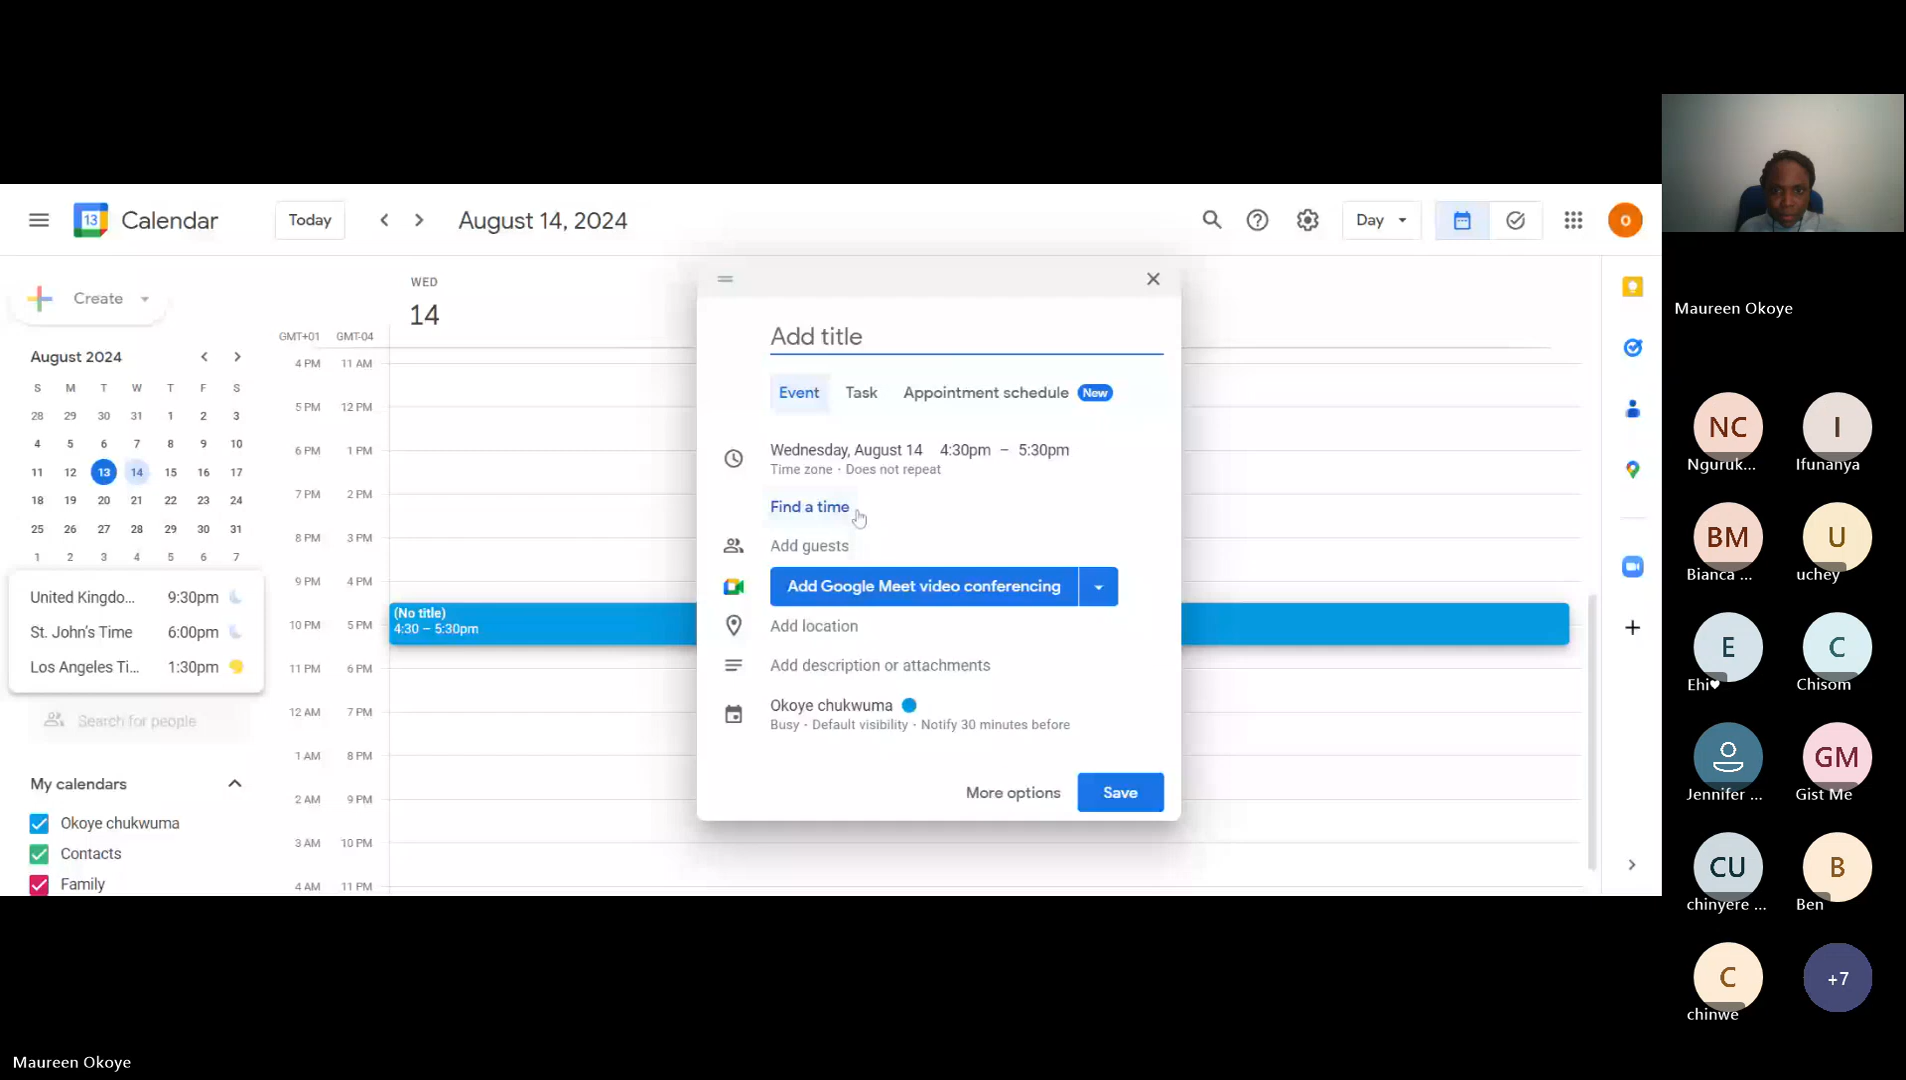 13
Calendar
Today
August 14, 2024
Day
O
Create
August 2024
S M T W T F S
28 29 30 31 1 2 3
4 5 6 7 8 9 10
11 12 13 14 15 16 17
18 19 20 21 22 23 24
25 26 27 28 29 30 31
1 2 3 4 5 6 7
United Kingdo... 9:30pm
St. John's Time 6:00pm
Los Angeles Ti... 1:30pm
Search for people
My calendars
Okoye chukwuma
Contacts
Family
WED
14
GMT+01 GMT-04
4 PM 11 AM
5 PM 12 PM
6 PM 1 PM
7 PM 2 PM
8 PM 3 PM
9 PM 4 PM
10 PM 5 PM
11 PM 6 PM
12 AM 7 PM
1 AM 8 PM
2 AM 9 PM
3 AM 10 PM
4 AM 11 PM
(No title)
4:30 – 5:30pm
Add title
Event Task Appointment schedule New
Wednesday, August 14 4:30pm – 5:30pm
Time zone · Does not repeat
Find a time
Add guests
Add Google Meet video conferencing
Add location
Add description or attachments
Okoye chukwuma
Busy · Default visibility · Notify 30 minutes before
More options Save
Maureen Okoye
NC I
Nguruk... Ifunanya
BM U
Bianca ... uchey
E C
Ehi♥ Chisom
GM
Jennifer ... Gist Me
CU B
chinyere ... Ben
C +7
chinwe
Maureen Okoye